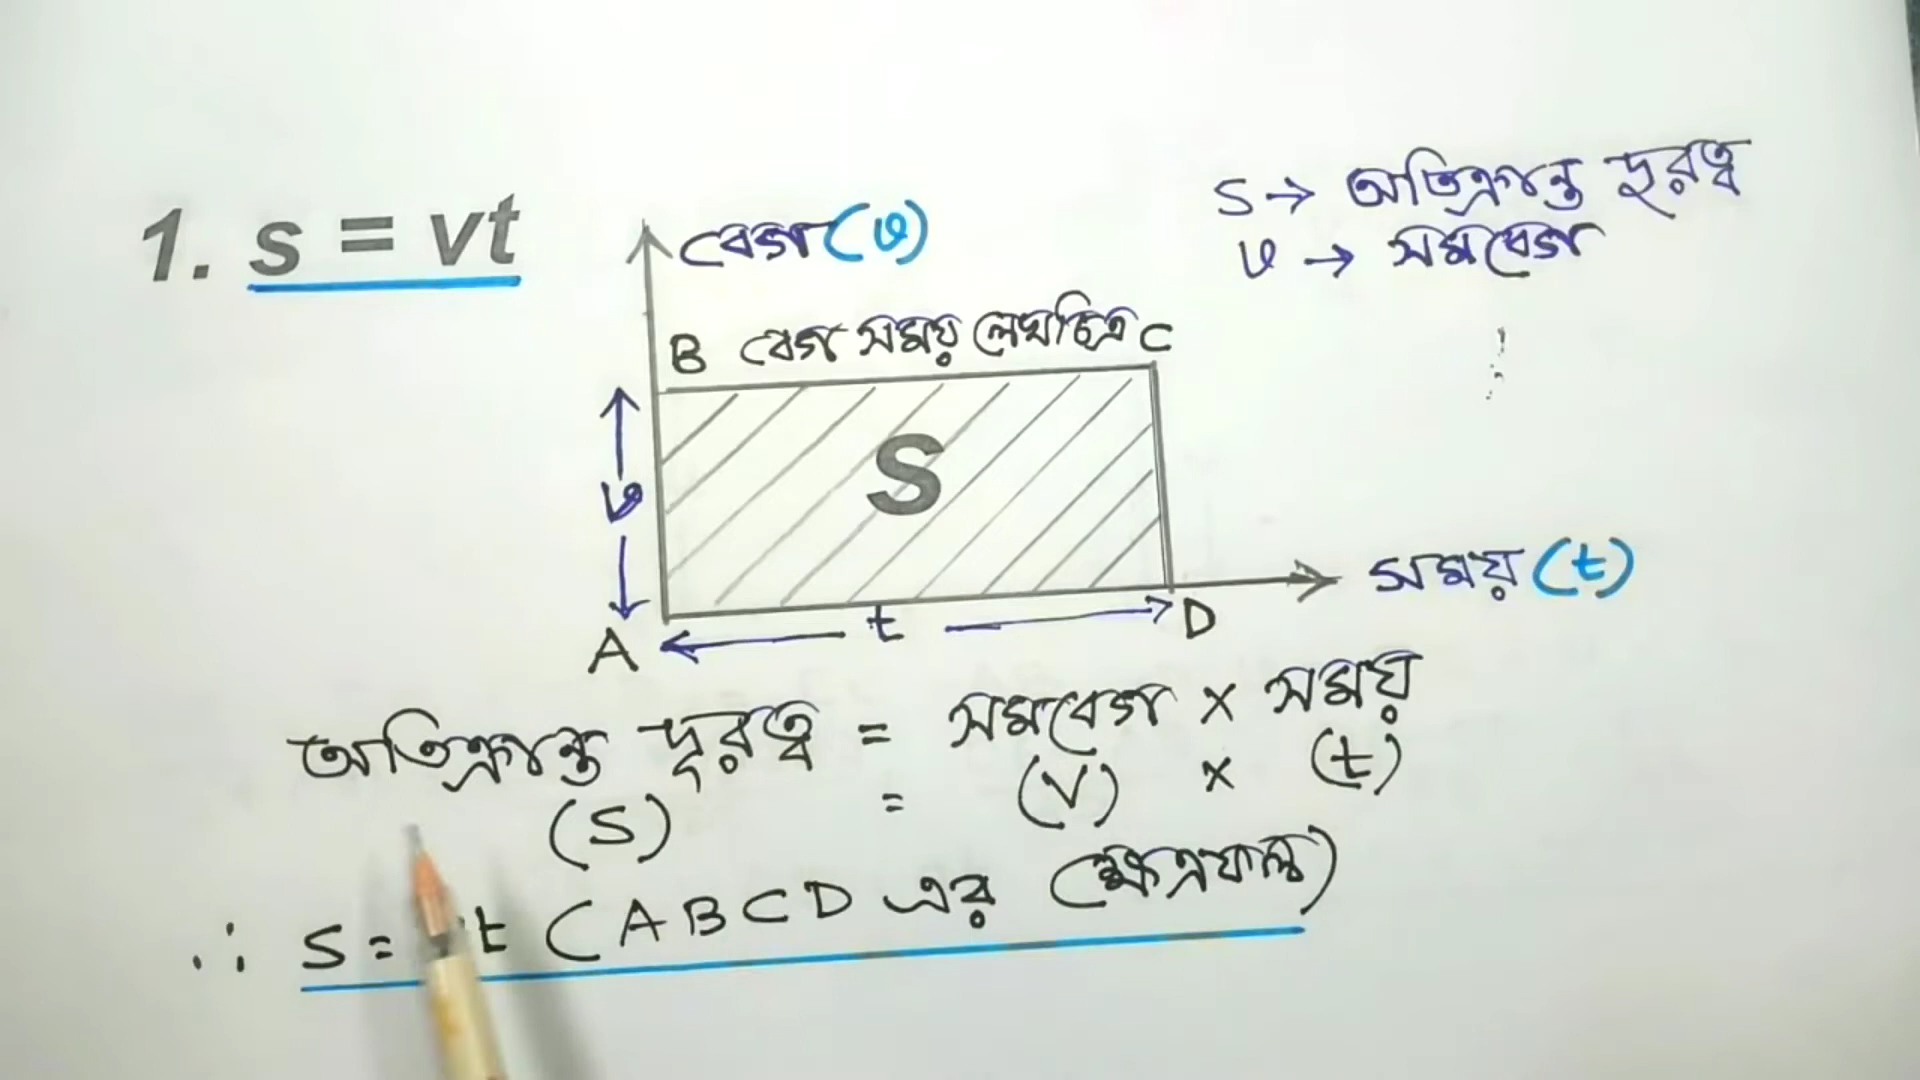 1. s = vt
বেগ (v)
S → অতিক্রান্ত দূরত্ব
v → সমবেগ
B বেগ সময় লেখচিত্র C
S
v
সময় (t)
A t D
অতিক্রান্ত দূরত্ব = সমবেগ × সময়
(S) = (V) × (t)
∴ S = t (ABCD এর ক্ষেত্রফল)